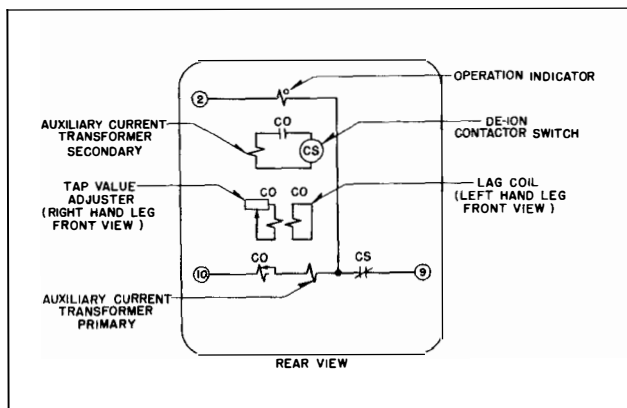 OPERATION INDICATOR
2
CO
AUXILIARY CURRENT
TRANSFORMER
SECONDARY
CS
DE-ION
CONTACTOR SWITCH
TAP VALUE
ADJUSTER
(RIGHT HAND LEG
FRONT VIEW)
CO CO
LAG COIL
(LEFT HAND LEG
FRONT VIEW)
10
CO
CS
9
AUXILIARY CURRENT
TRANSFORMER
PRIMARY
REAR VIEW